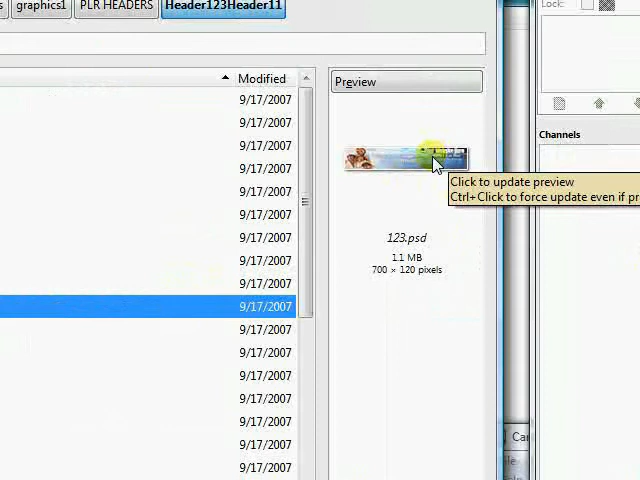 graphics1 PLR HEADERS Header123Header11
Lock:
Modified
Preview
9/17/2007
9/17/2007
9/17/2007
9/17/2007
Click to update preview
9/17/2007
Ctrl+Click to force update even if pr
9/17/2007
Channels
9/17/2007
123.psd
9/17/2007
1.1 MB
700 × 120 pixels
9/17/2007
9/17/2007
9/17/2007
9/17/2007
9/17/2007
9/17/2007
9/17/2007
Can
9/17/2007
9/17/2007